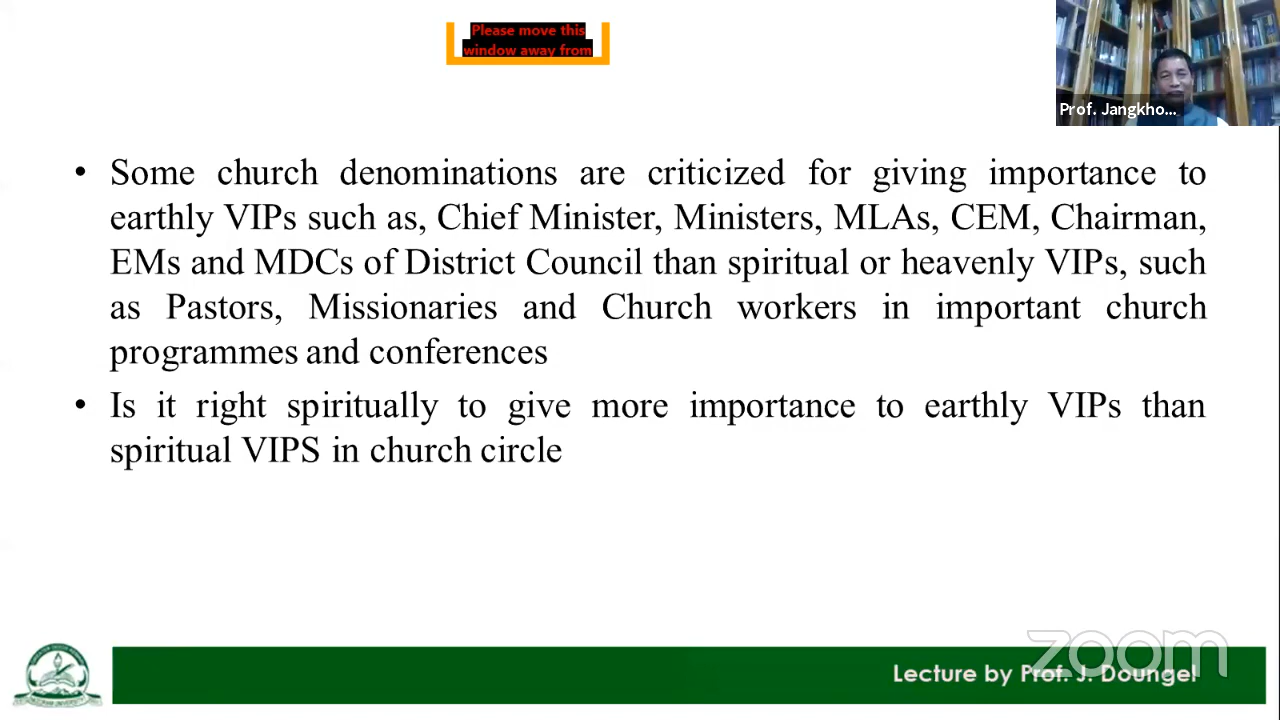 Please move this
window away from
Prof. Jangkho...
• Some church denominations are criticized for giving importance to
earthly VIPs such as, Chief Minister, Ministers, MLAs, CEM, Chairman,
EMs and MDCs of District Council than spiritual or heavenly VIPs, such
as Pastors, Missionaries and Church workers in important church
programmes and conferences
• Is it right spiritually to give more importance to earthly VIPs than
spiritual VIPS in church circle
zoom
Lecture by Prof. J. Doungel